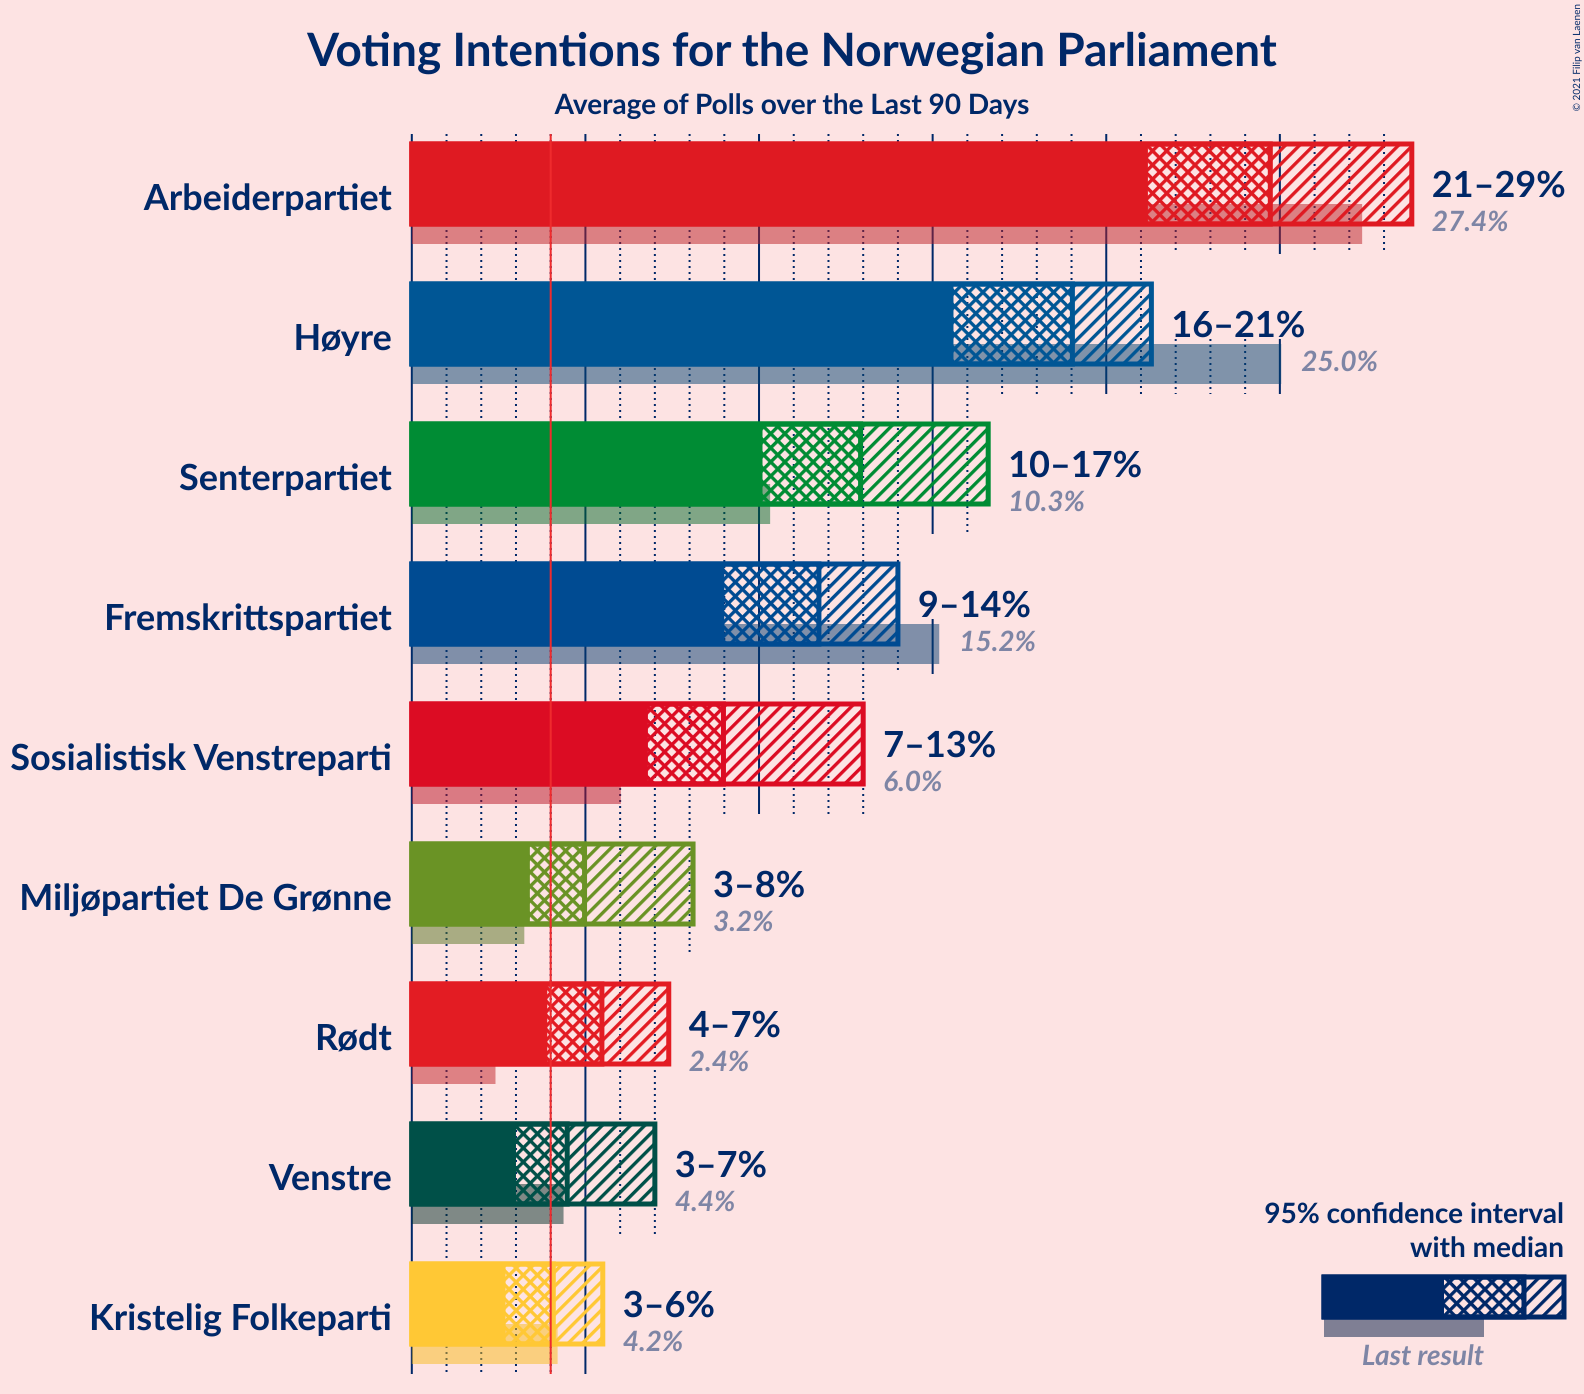 Voting Intentions for the Norwegian Parliament
Average of Polls over the Last 90 Days
© 2021 Filip van Laenen
Arbeiderpartiet
21–29%
27.4%
Høyre
16–21%
25.0%
Senterpartiet
10–17%
10.3%
Fremskrittspartiet
9–14%
15.2%
Sosialistisk Venstreparti
7–13%
6.0%
Miljøpartiet De Grønne
3–8%
3.2%
Rødt
4–7%
2.4%
Venstre
3–7%
4.4%
Kristelig Folkeparti
3–6%
4.2%
95% confidence interval
with median
Last result